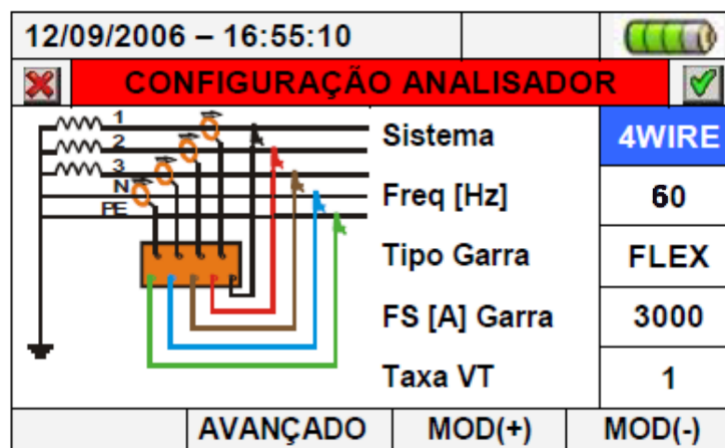 12/09/2006 – 16:55:10
CONFIGURAÇÃO ANALISADOR
1
2
3
N
PE
Sistema 4WIRE
Freq [Hz] 60
Tipo Garra FLEX
FS [A] Garra 3000
Taxa VT 1
AVANÇADO MOD(+) MOD(-)